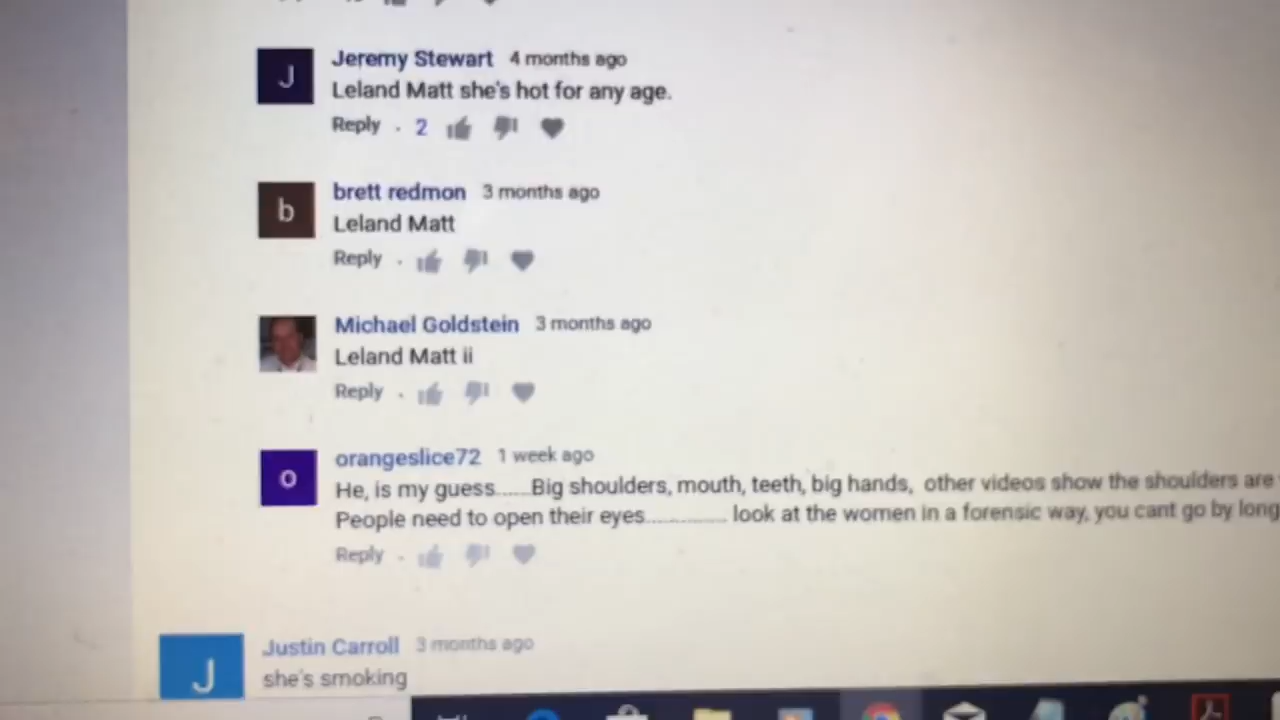 J
Jeremy Stewart 4 months ago
Leland Matt she's hot for any age.
Reply · 2
b
brett redmon 3 months ago
Leland Matt
Reply ·
Michael Goldstein 3 months ago
Leland Matt ii
Reply ·
o
orangeslice72 1 week ago
He, is my guess......Big shoulders, mouth, teeth, big hands, other videos show the shoulders are
People need to open their eyes............... look at the women in a forensic way, you cant go by long
Reply ·
J
Justin Carroll 3 months ago
she's smoking